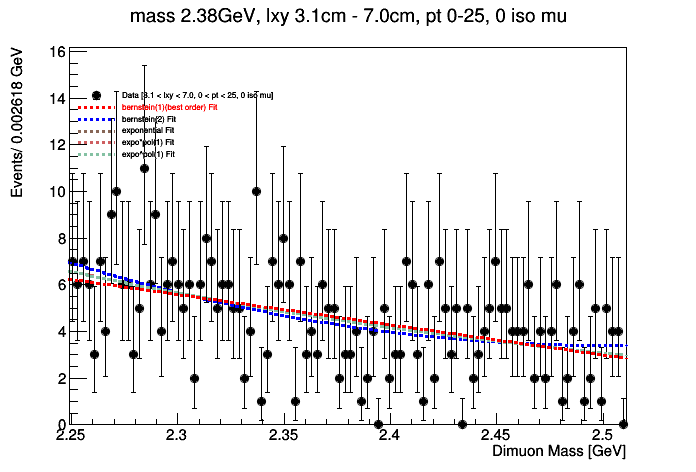 mass 2.38GeV, lxy 3.1cm - 7.0cm, pt 0-25, 0 iso mu
Events/ 0.002618 GeV
16
14
12
10
8
6
4
2
0
Data [3.1 < lxy < 7.0, 0 < pt < 25, 0 iso mu]
bernstein(1)(best order) Fit
bernstein(2) Fit
exponential Fit
expo*pol(1) Fit
expo*pol(1) Fit
2.25 2.3 2.35 2.4 2.45 2.5
Dimuon Mass [GeV]